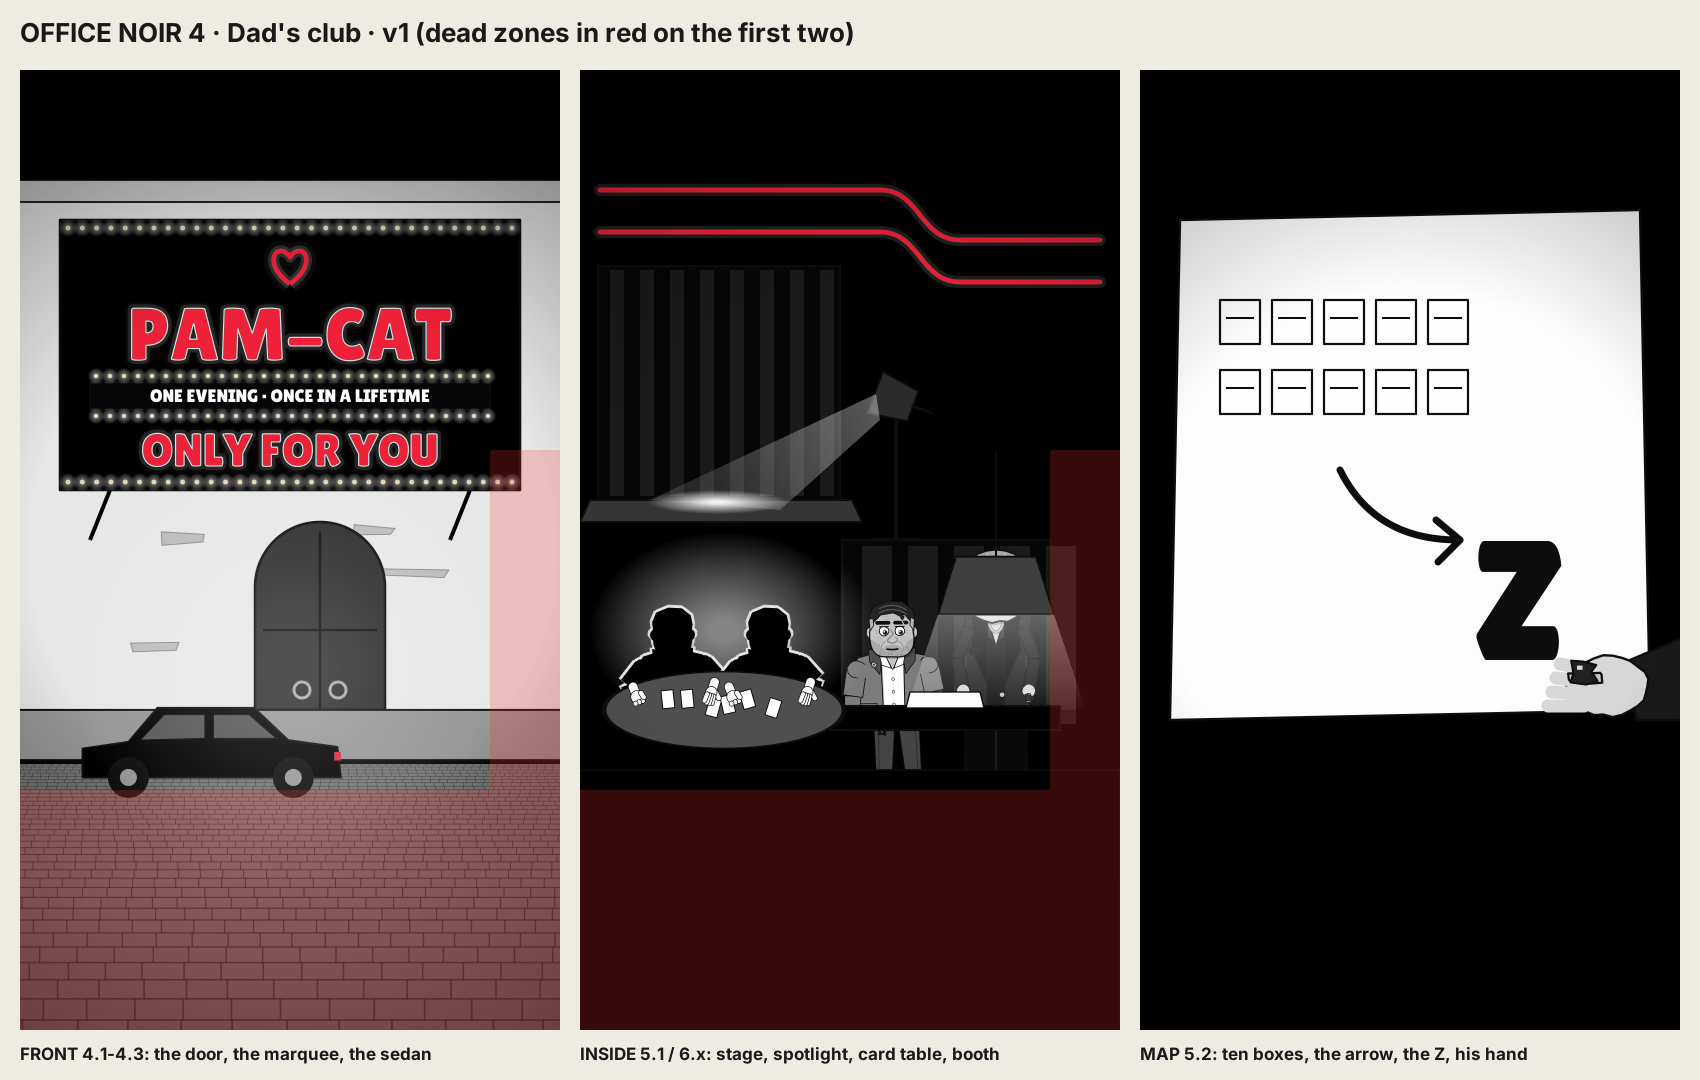 OFFICE NOIR 4 · Dad's club · v1 (dead zones in red on the first two)
PAM–CAT
ONE EVENING · ONCE IN A LIFETIME
ONLY FOR YOU
Z
FRONT 4.1-4.3: the door, the marquee, the sedan
INSIDE 5.1 / 6.x: stage, spotlight, card table, booth
MAP 5.2: ten boxes, the arrow, the Z, his hand